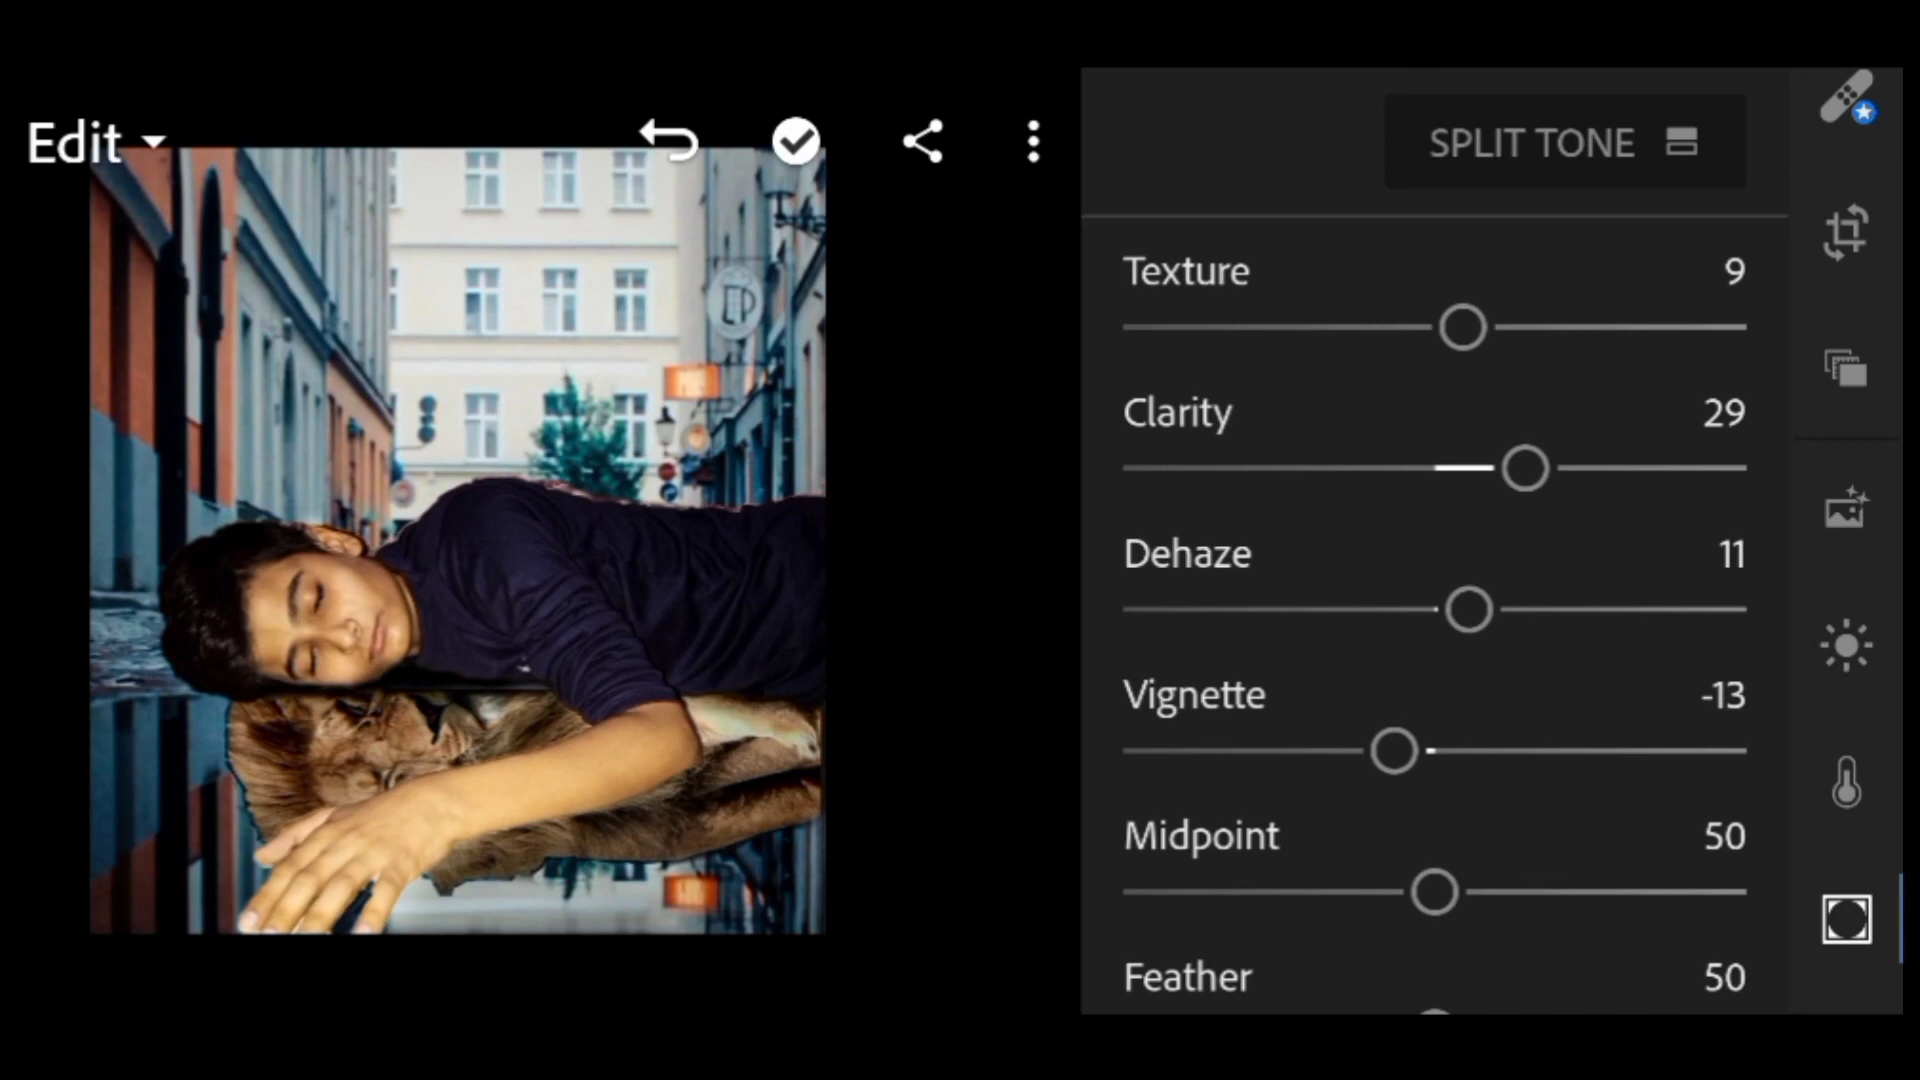 Edit
SPLIT TONE
Texture 9
Clarity 29
Dehaze 11
Vignette -13
Midpoint 50
Feather 50